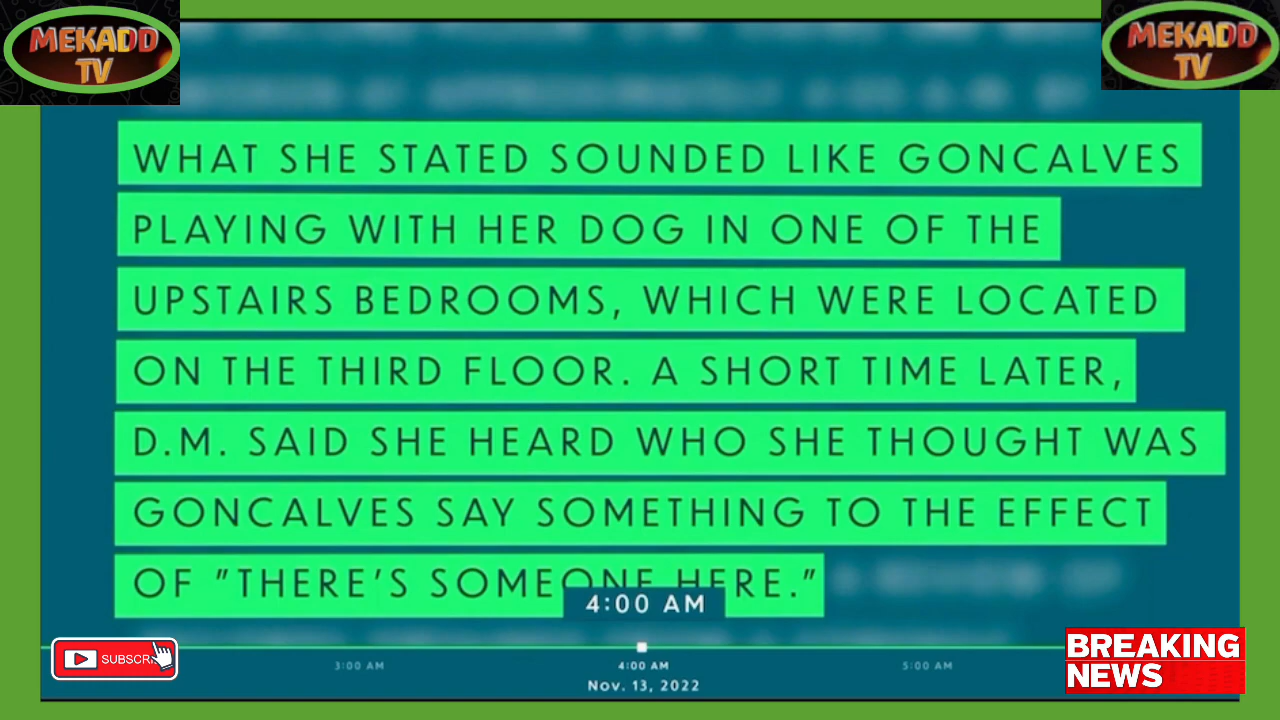 MEKADD
TV
MEKADD
TV
WHAT SHE STATED SOUNDED LIKE GONCALVES
PLAYING WITH HER DOG IN ONE OF THE
UPSTAIRS BEDROOMS, WHICH WERE LOCATED
ON THE THIRD FLOOR. A SHORT TIME LATER,
D.M. SAID SHE HEARD WHO SHE THOUGHT WAS
GONCALVES SAY SOMETHING TO THE EFFECT
OF "THERE'S SOMEONE HERE."
4:00 AM
3:00 AM 4:00 AM 5:00 AM
Nov. 13, 2022
SUBSCRI
BREAKING
NEWS